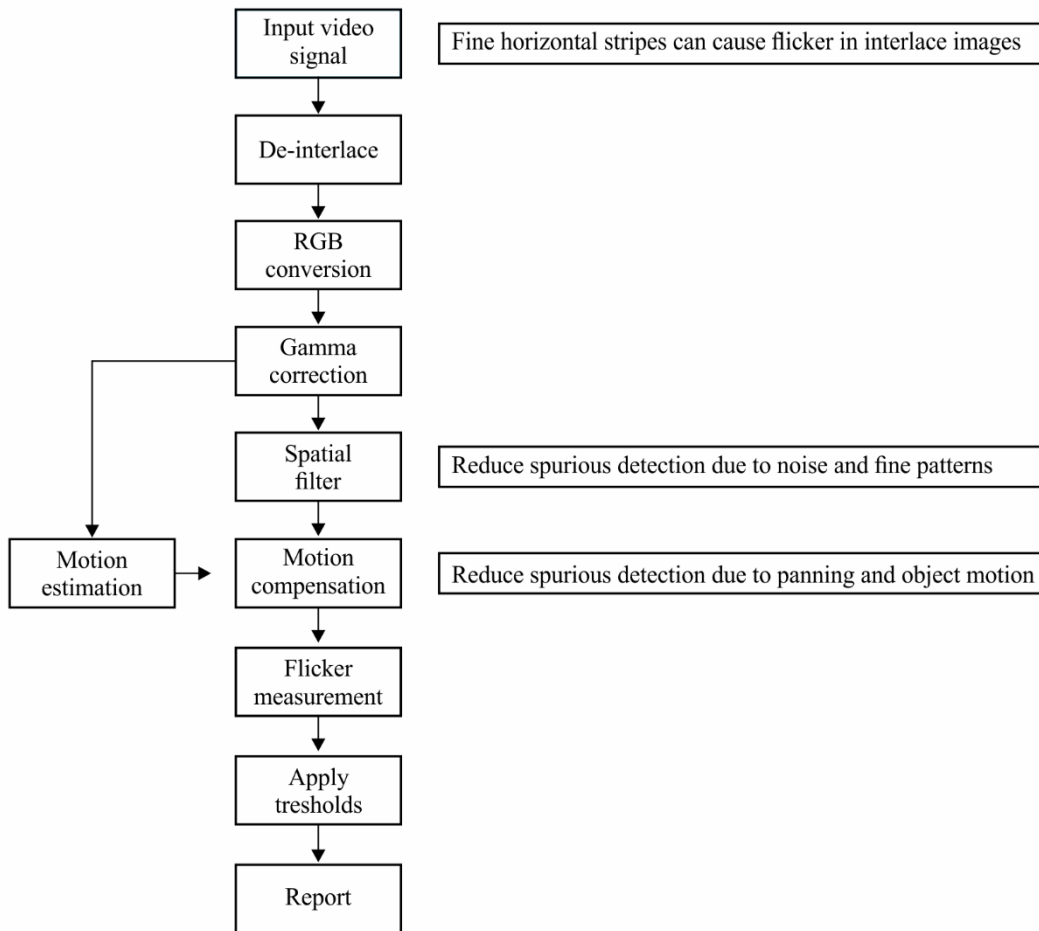 Input video
signal
Fine horizontal stripes can cause flicker in interlace images
De-interlace
RGB
conversion
Gamma
correction
Spatial
filter
Reduce spurious detection due to noise and fine patterns
Motion
estimation
Motion
compensation
Reduce spurious detection due to panning and object motion
Flicker
measurement
Apply
tresholds
Report